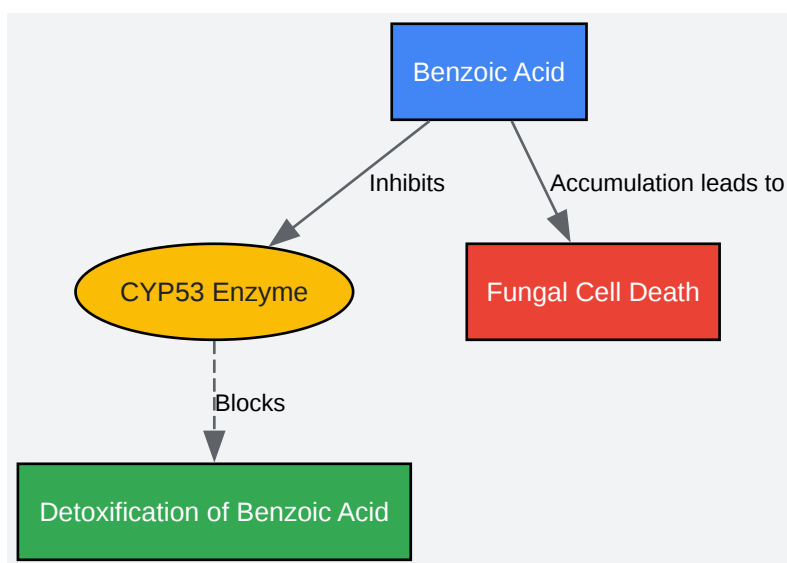 Benzoic Acid
Inhibits
Accumulation leads to
CYP53 Enzyme
Fungal Cell Death
Blocks
Detoxification of Benzoic Acid